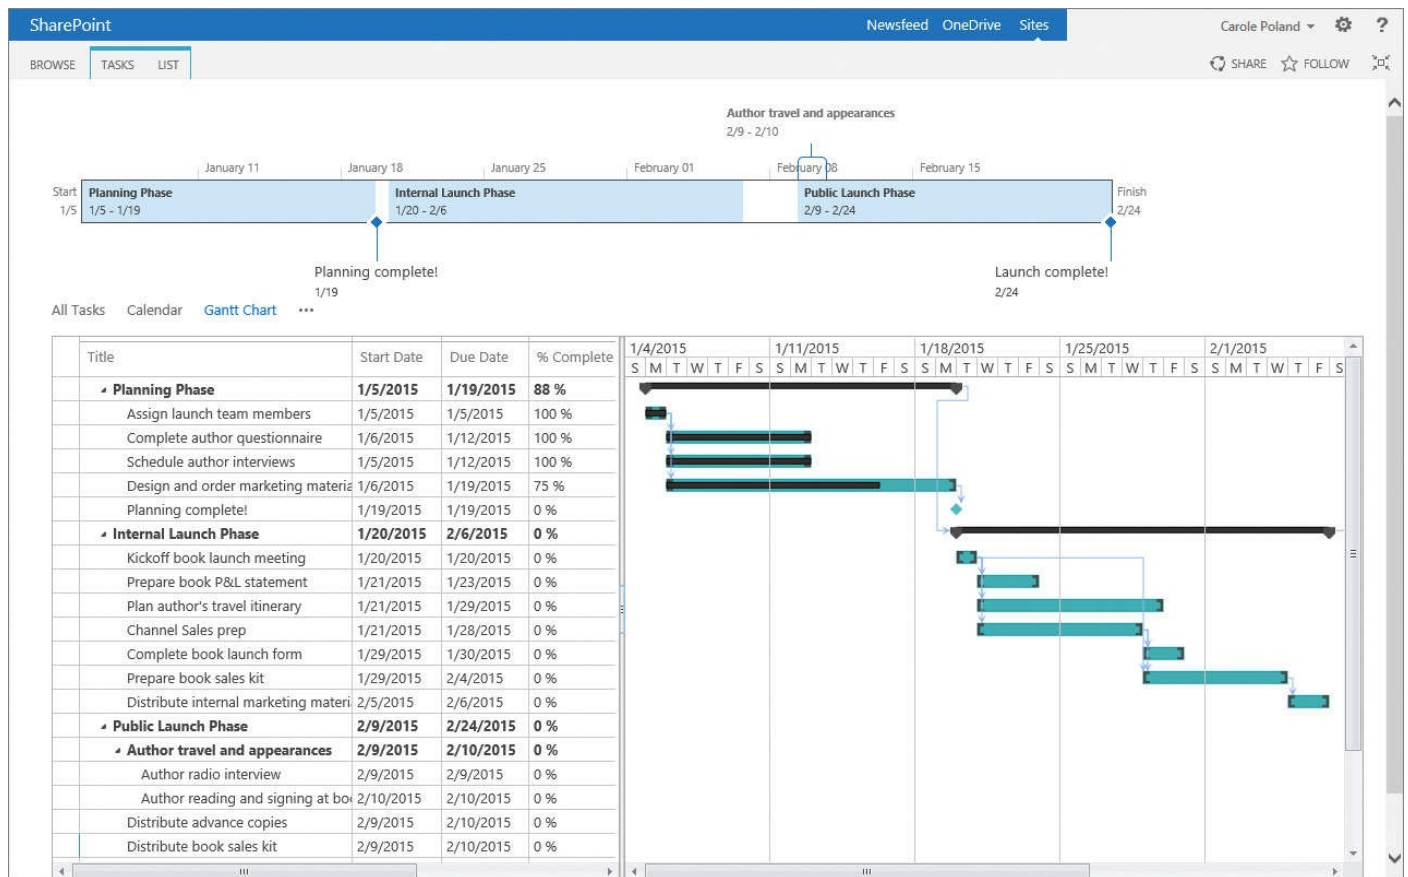 SharePoint Newsfeed OneDrive Sites Carole Poland ?
BROWSE TASKS LIST SHARE FOLLOW
Author travel and appearances
2/9 - 2/10
January 11 January 18 January 25 February 01 February 08 February 15
Start Planning Phase Internal Launch Phase Public Launch Phase Finish
1/5 1/5 - 1/19 1/20 - 2/6 2/9 - 2/24 2/24
Planning complete! Launch complete!
1/19 2/24
All Tasks Calendar Gantt Chart ...
1/4/2015 1/11/2015 1/18/2015 1/25/2015 2/1/2015
Title Start Date Due Date % Complete
S M T W T F S S M T W T F S S M T W T F S S M T W T F S S M T W T F S
Planning Phase 1/5/2015 1/19/2015 88 %
Assign launch team members 1/5/2015 1/5/2015 100 %
Complete author questionnaire 1/6/2015 1/12/2015 100 %
Schedule author interviews 1/5/2015 1/12/2015 100 %
Design and order marketing materia 1/6/2015 1/19/2015 75 %
Planning complete! 1/19/2015 1/19/2015 0 %
Internal Launch Phase 1/20/2015 2/6/2015 0 %
Kickoff book launch meeting 1/20/2015 1/20/2015 0 %
Prepare book P&L statement 1/21/2015 1/23/2015 0 %
Plan author's travel itinerary 1/21/2015 1/29/2015 0 %
Channel Sales prep 1/21/2015 1/28/2015 0 %
Complete book launch form 1/29/2015 1/30/2015 0 %
Prepare book sales kit 1/29/2015 2/4/2015 0 %
Distribute internal marketing materi 2/5/2015 2/6/2015 0 %
Public Launch Phase 2/9/2015 2/24/2015 0 %
Author travel and appearances 2/9/2015 2/10/2015 0 %
Author radio interview 2/9/2015 2/9/2015 0 %
Author reading and signing at boo 2/10/2015 2/10/2015 0 %
Distribute advance copies 2/9/2015 2/10/2015 0 %
Distribute book sales kit 2/9/2015 2/10/2015 0 %